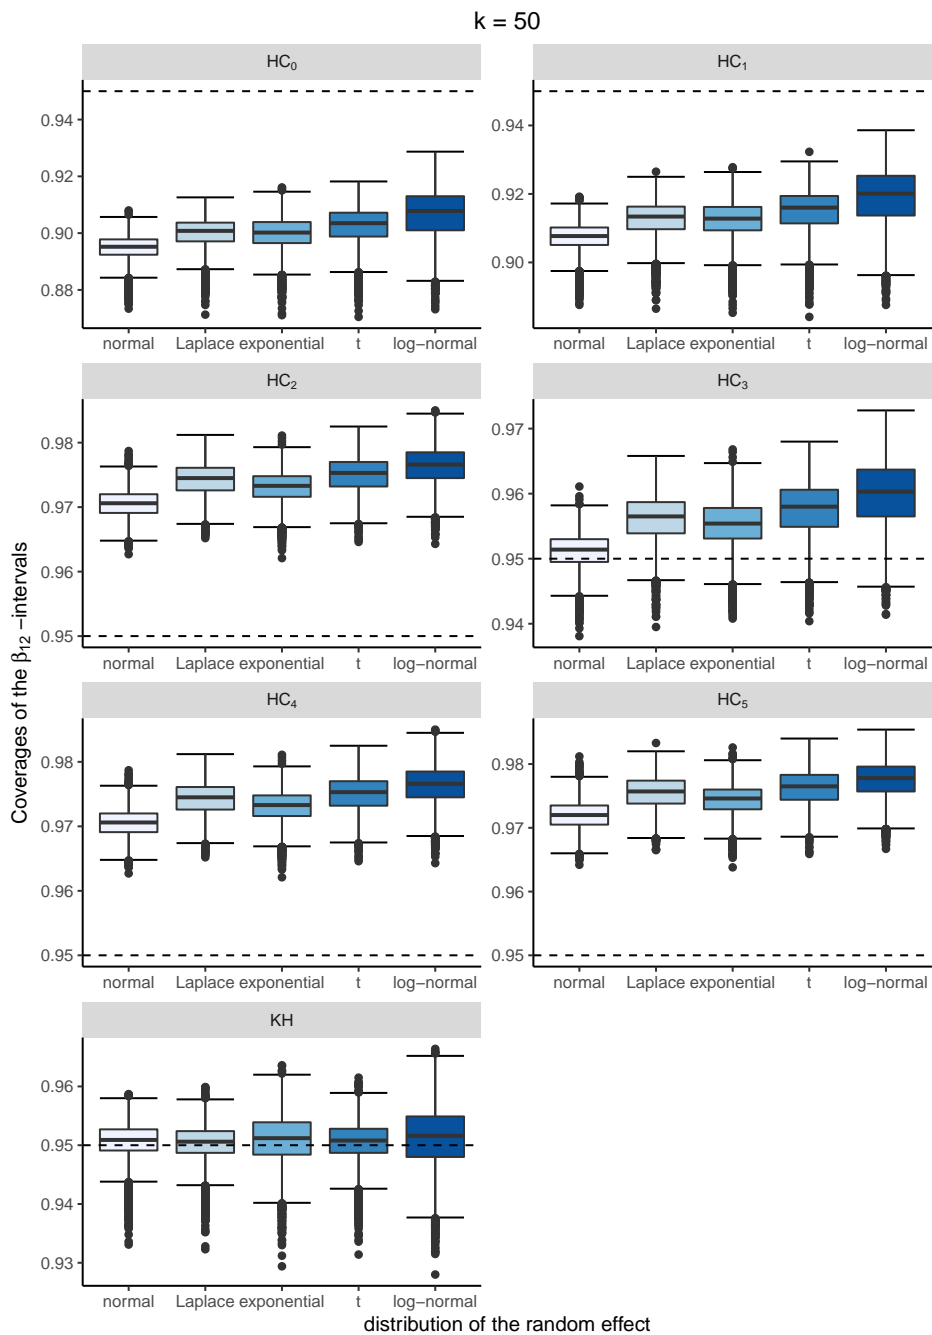 k = 50
Coverages of the β₁₂ −intervals
HC₀
0.94
0.92
0.90
0.88
normal Laplace exponential t log−normal
HC₁
0.94
0.92
0.90
normal Laplace exponential t log−normal
HC₂
0.98
0.97
0.96
0.95
normal Laplace exponential t log−normal
HC₃
0.97
0.96
0.95
0.94
normal Laplace exponential t log−normal
HC₄
0.98
0.97
0.96
0.95
normal Laplace exponential t log−normal
HC₅
0.98
0.97
0.96
0.95
normal Laplace exponential t log−normal
KH
0.96
0.95
0.94
0.93
normal Laplace exponential t log−normal
distribution of the random effect